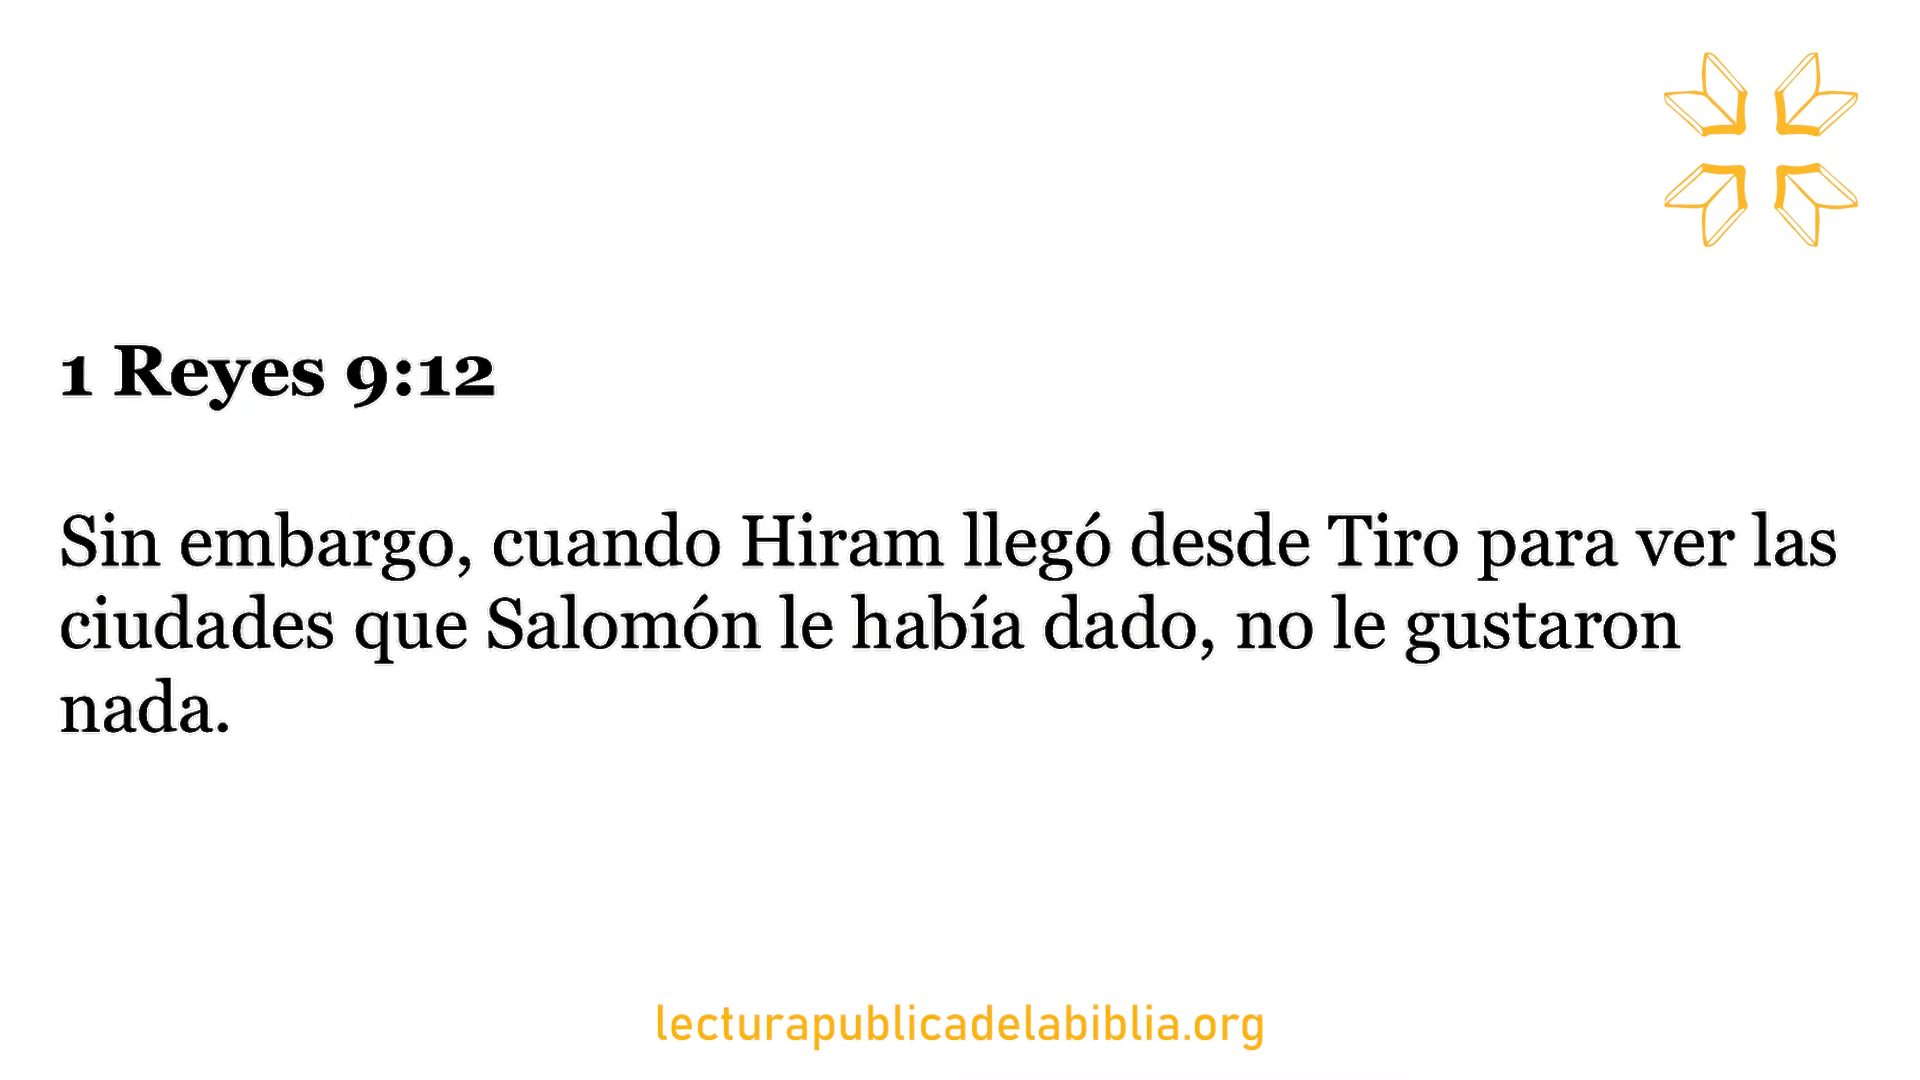 1 Reyes 9:12
Sin embargo, cuando Hiram llegó desde Tiro para ver las
ciudades que Salomón le había dado, no le gustaron
nada.
lecturapublicadelabiblia.org